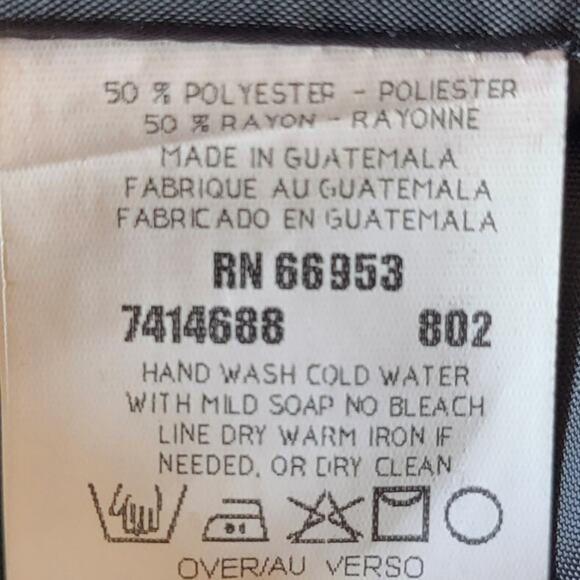 50 % POLYESTER - POLIESTER
50 % RAYON - RAYONNE
MADE IN GUATEMALA
FABRIQUE AU GUATEMALA
FABRICADO EN GUATEMALA
RN 66953
7414688 802
HAND WASH COLD WATER
WITH MILD SOAP NO BLEACH
LINE DRY WARM IRON IF
NEEDED, OR DRY CLEAN
OVER/AU VERSO